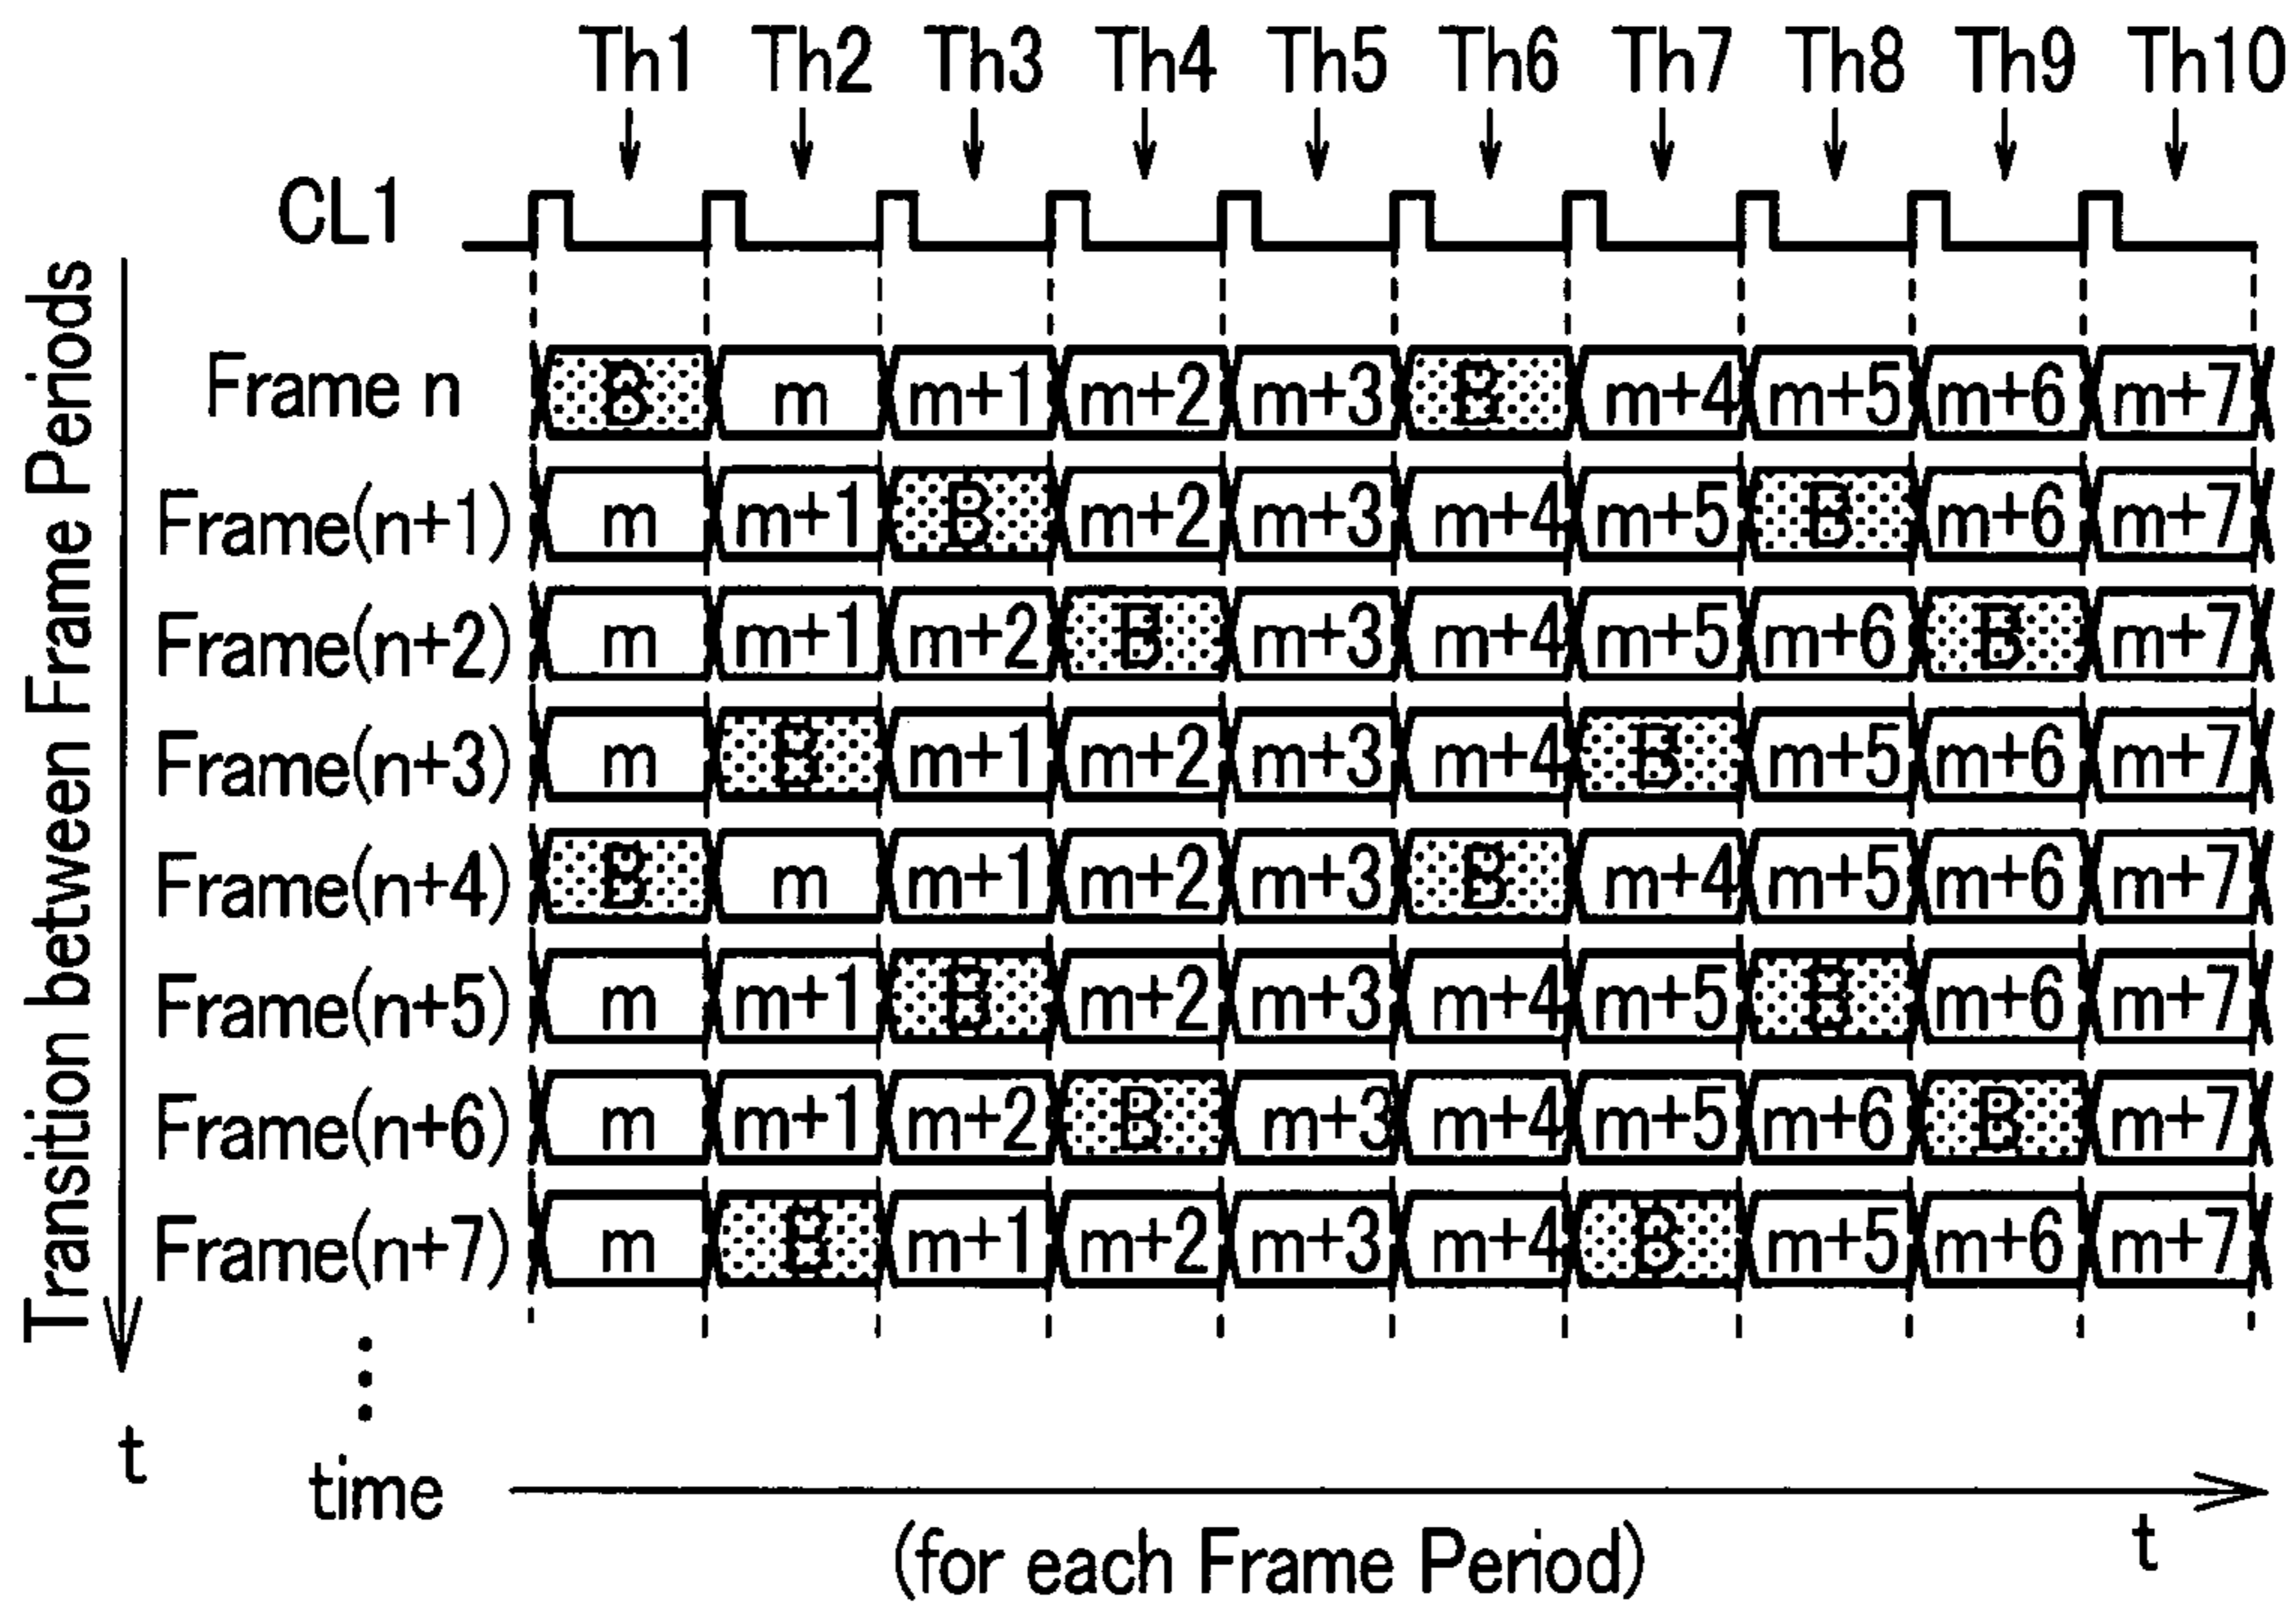 Th1 Th2 Th3 Th4 Th5 Th6 Th7 Th8 Th9 Th10
CL1
Frame n B m m+1 m+2 m+3 B m+4 m+5 m+6 m+7
Frame(n+1) m m+1 B m+2 m+3 m+4 m+5 B m+6 m+7
Frame(n+2) m m+1 m+2 B m+3 m+4 m+5 m+6 B m+7
Frame(n+3) m B m+1 m+2 m+3 m+4 B m+5 m+6 m+7
Frame(n+4) B m m+1 m+2 m+3 B m+4 m+5 m+6 m+7
Frame(n+5) m m+1 B m+2 m+3 m+4 m+5 B m+6 m+7
Frame(n+6) m m+1 m+2 B m+3 m+4 m+5 m+6 B m+7
Frame(n+7) m B m+1 m+2 m+3 m+4 B m+5 m+6 m+7
Transition between Frame Periods
t
time
t
(for each Frame Period)